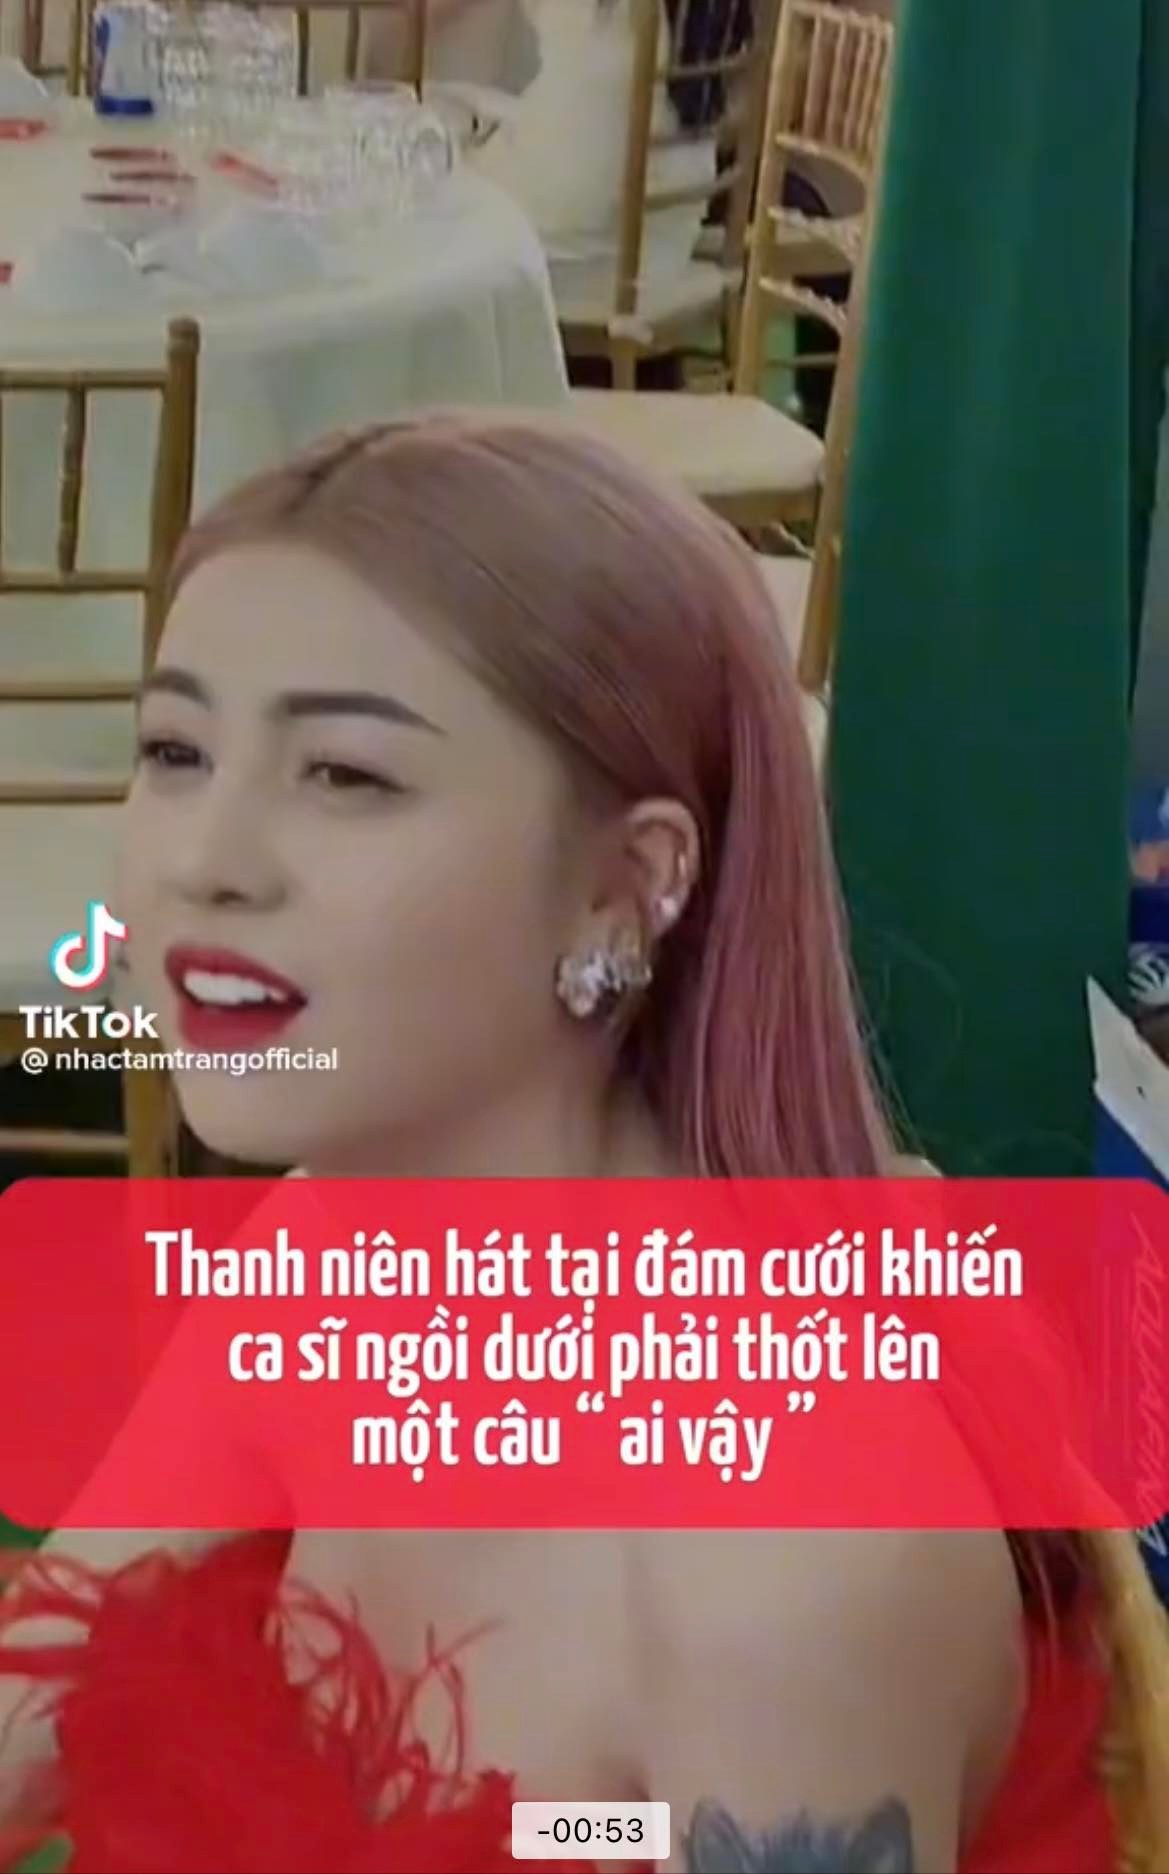 TikTok
@nhactamtrangofficial
Thanh niên hát tại đám cưới khiến
ca sĩ ngồi dưới phải thốt lên
một câu “ ai vậy ”
-00:53